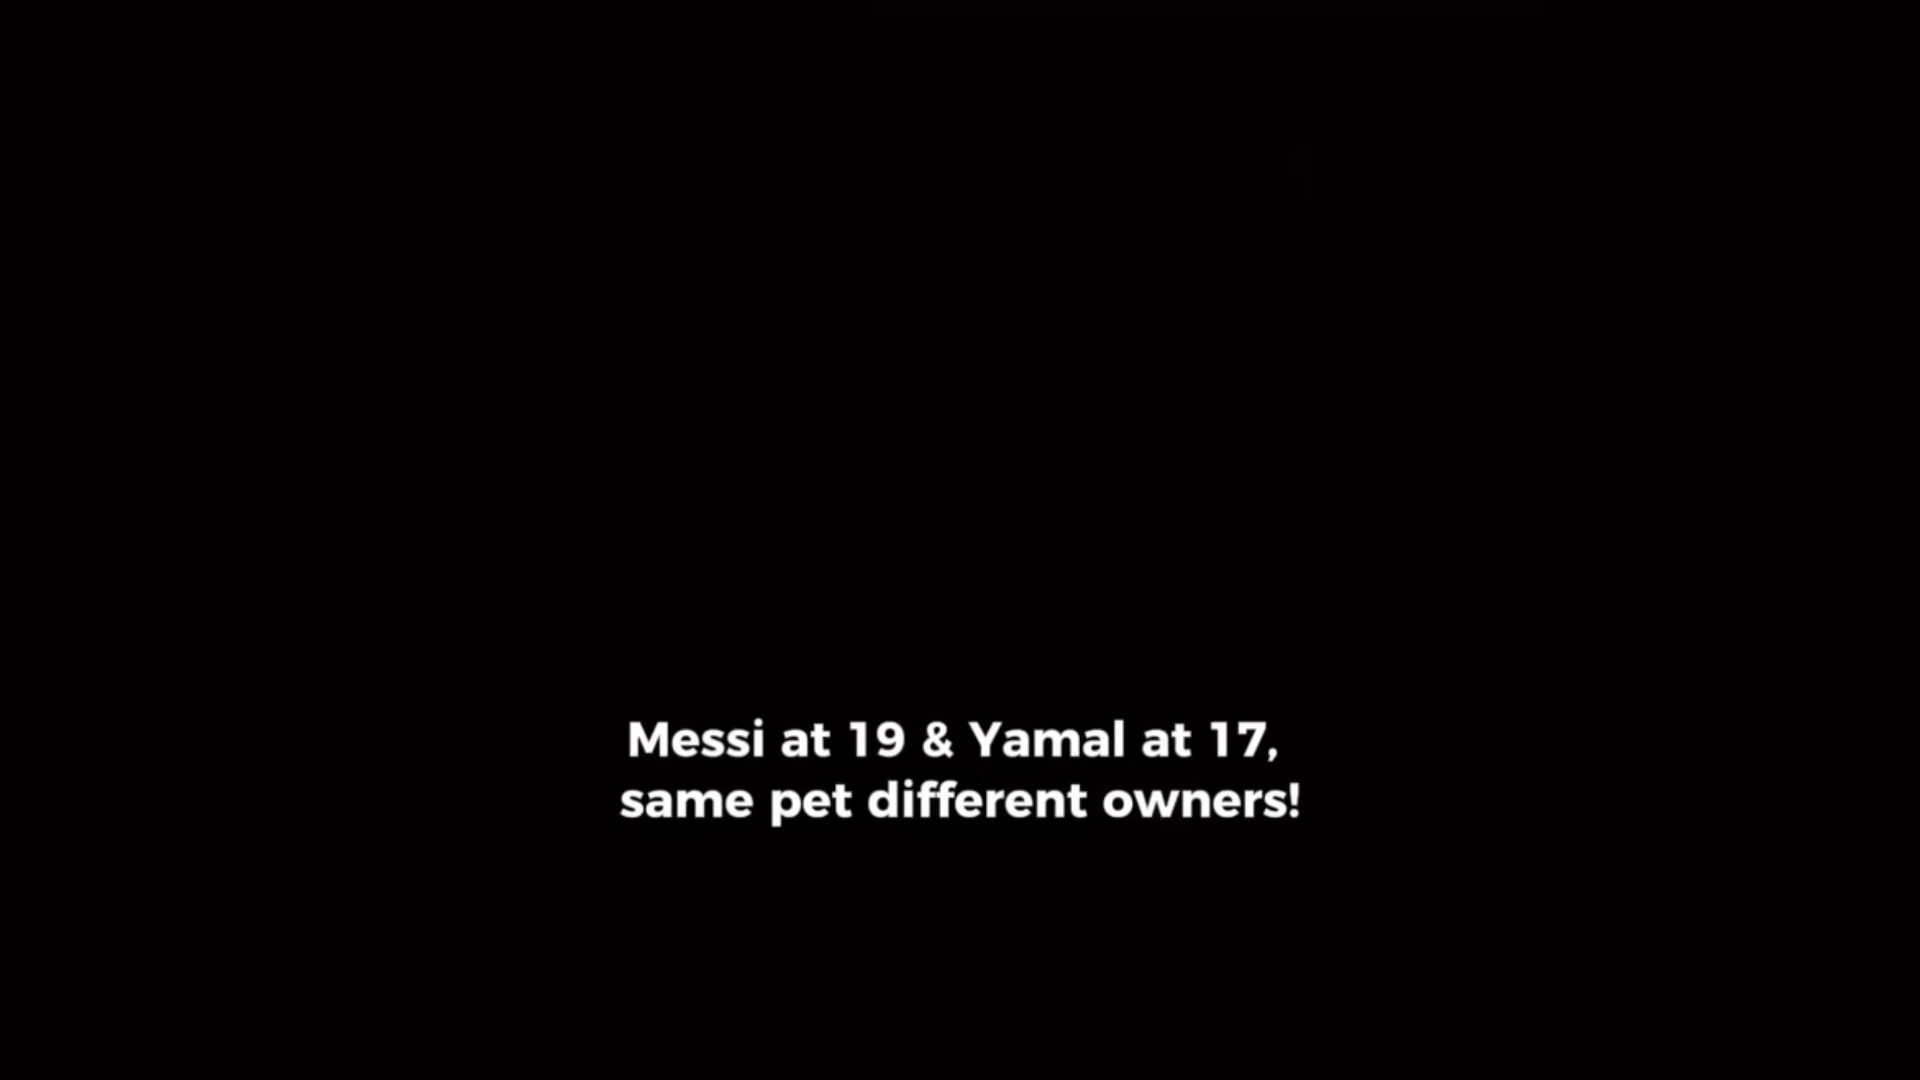 Messi at 19 & Yamal at 17,
same pet different owners!